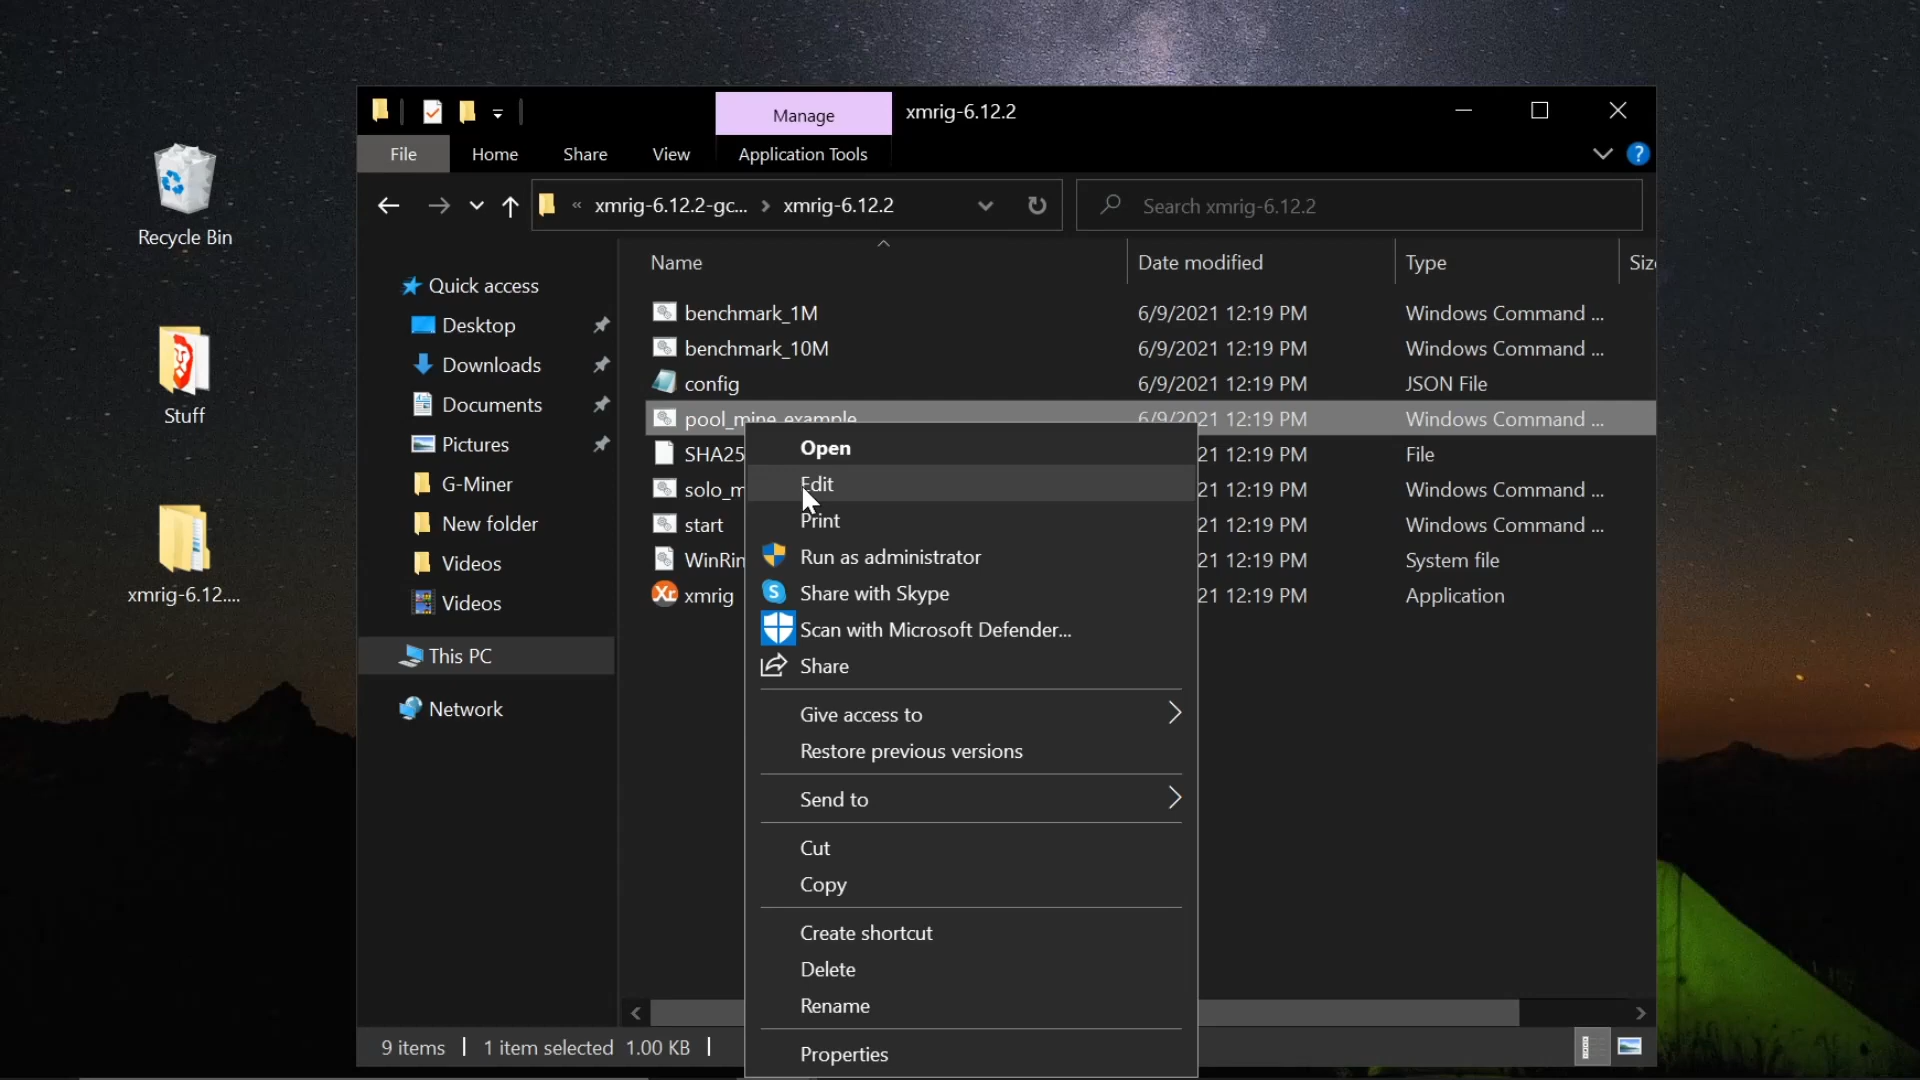 Manage
xmrig-6.12.2
File
Home
Share
View
Application Tools
?
«
xmrig-6.12.2-gc...
xmrig-6.12.2
Search xmrig-6.12.2
Recycle Bin
Stuff
xmrig-6.12....
Quick access
Desktop
Downloads
Documents
Pictures
G-Miner
New folder
Videos
Videos
This PC
Network
Name
Date modified
Type
Siz
benchmark_1M 6/9/2021 12:19 PM Windows Command ...
benchmark_10M 6/9/2021 12:19 PM Windows Command ...
config 6/9/2021 12:19 PM JSON File
pool_mine_example 6/9/2021 12:19 PM Windows Command ...
SHA25 21 12:19 PM File
solo_m 21 12:19 PM Windows Command ...
start 21 12:19 PM Windows Command ...
WinRin 21 12:19 PM System file
xmrig 21 12:19 PM Application
Open
Edit
Print
Run as administrator
Share with Skype
Scan with Microsoft Defender...
Share
Give access to
Restore previous versions
Send to
Cut
Copy
Create shortcut
Delete
Rename
Properties
9 items
1 item selected 1.00 KB